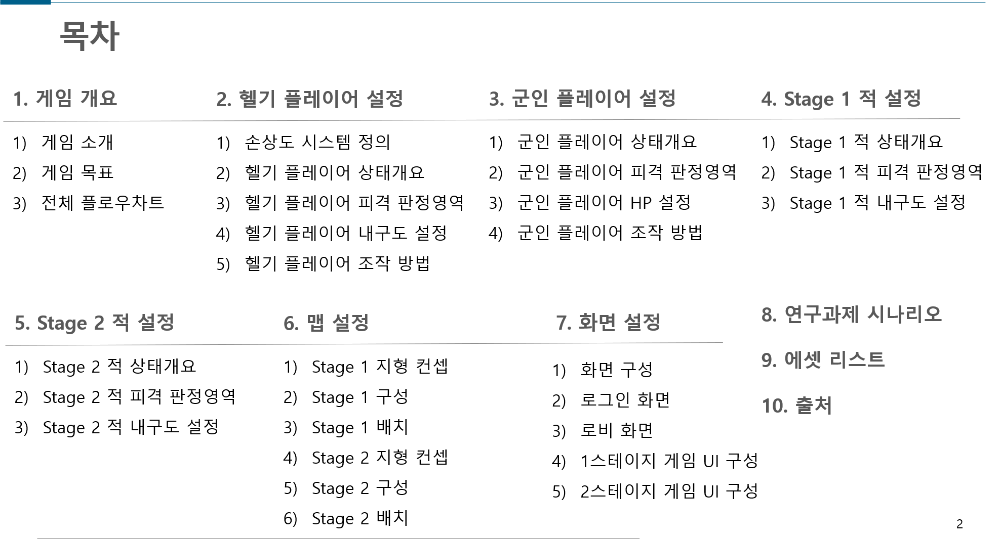 목차
1. 게임 개요
1) 게임 소개
2) 게임 목표
3) 전체 플로우차트
2. 헬기 플레이어 설정
1) 손상도 시스템 정의
2) 헬기 플레이어 상태개요
3) 헬기 플레이어 피격 판정영역
4) 헬기 플레이어 내구도 설정
5) 헬기 플레이어 조작 방법
3. 군인 플레이어 설정
1) 군인 플레이어 상태개요
2) 군인 플레이어 피격 판정영역
3) 군인 플레이어 HP 설정
4) 군인 플레이어 조작 방법
4. Stage 1 적 설정
1) Stage 1 적 상태개요
2) Stage 1 적 피격 판정영역
3) Stage 1 적 내구도 설정
5. Stage 2 적 설정
1) Stage 2 적 상태개요
2) Stage 2 적 피격 판정영역
3) Stage 2 적 내구도 설정
6. 맵 설정
1) Stage 1 지형 컨셉
2) Stage 1 구성
3) Stage 1 배치
4) Stage 2 지형 컨셉
5) Stage 2 구성
6) Stage 2 배치
7. 화면 설정
1) 화면 구성
2) 로그인 화면
3) 로비 화면
4) 1스테이지 게임 UI 구성
5) 2스테이지 게임 UI 구성
8. 연구과제 시나리오
9. 에셋 리스트
10. 출처
2